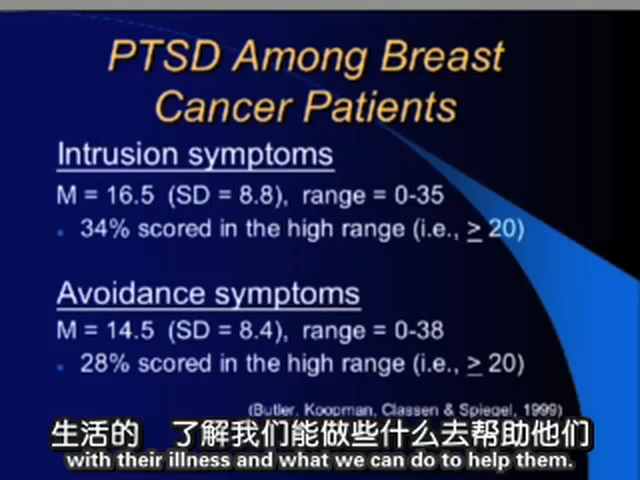 PTSD Among Breast
Cancer Patients
Intrusion symptoms
M = 16.5 (SD = 8.8), range = 0-35
• 34% scored in the high range (i.e., ≥ 20)
Avoidance symptoms
M = 14.5 (SD = 8.4), range = 0-38
• 28% scored in the high range (i.e., ≥ 20)
(Butler, Koopman, Classen & Spiegel, 1999)
生活的 了解我们能做些什么去帮助他们
with their illness and what we can do to help them.